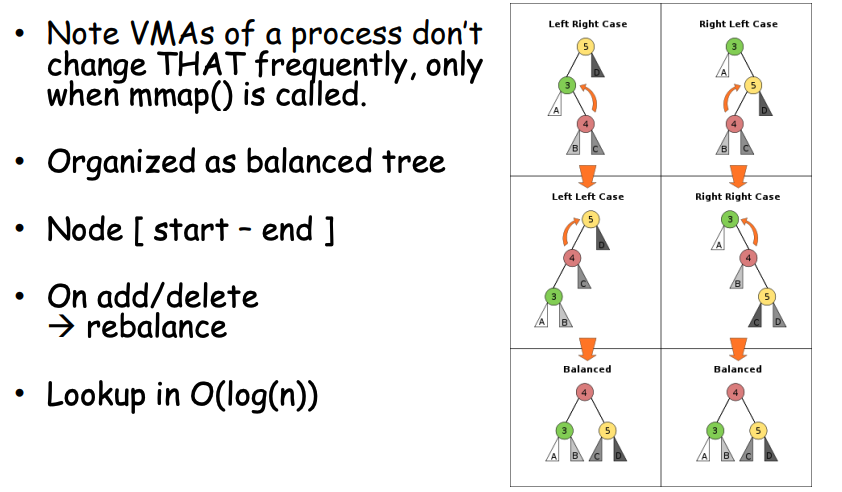 • Note VMAs of a process don't
change THAT frequently, only
when mmap() is called.
• Organized as balanced tree
• Node [ start – end ]
• On add/delete
→ rebalance
• Lookup in O(log(n))
Left Right Case
5
D
3
A
4
B C
Right Left Case
3
A
5
D
4
B C
Left Left Case
5
D
4
C
3
A B
Right Right Case
3
A
4
B
5
C D
Balanced
4
3 5
A B C D
Balanced
4
3 5
A B C D